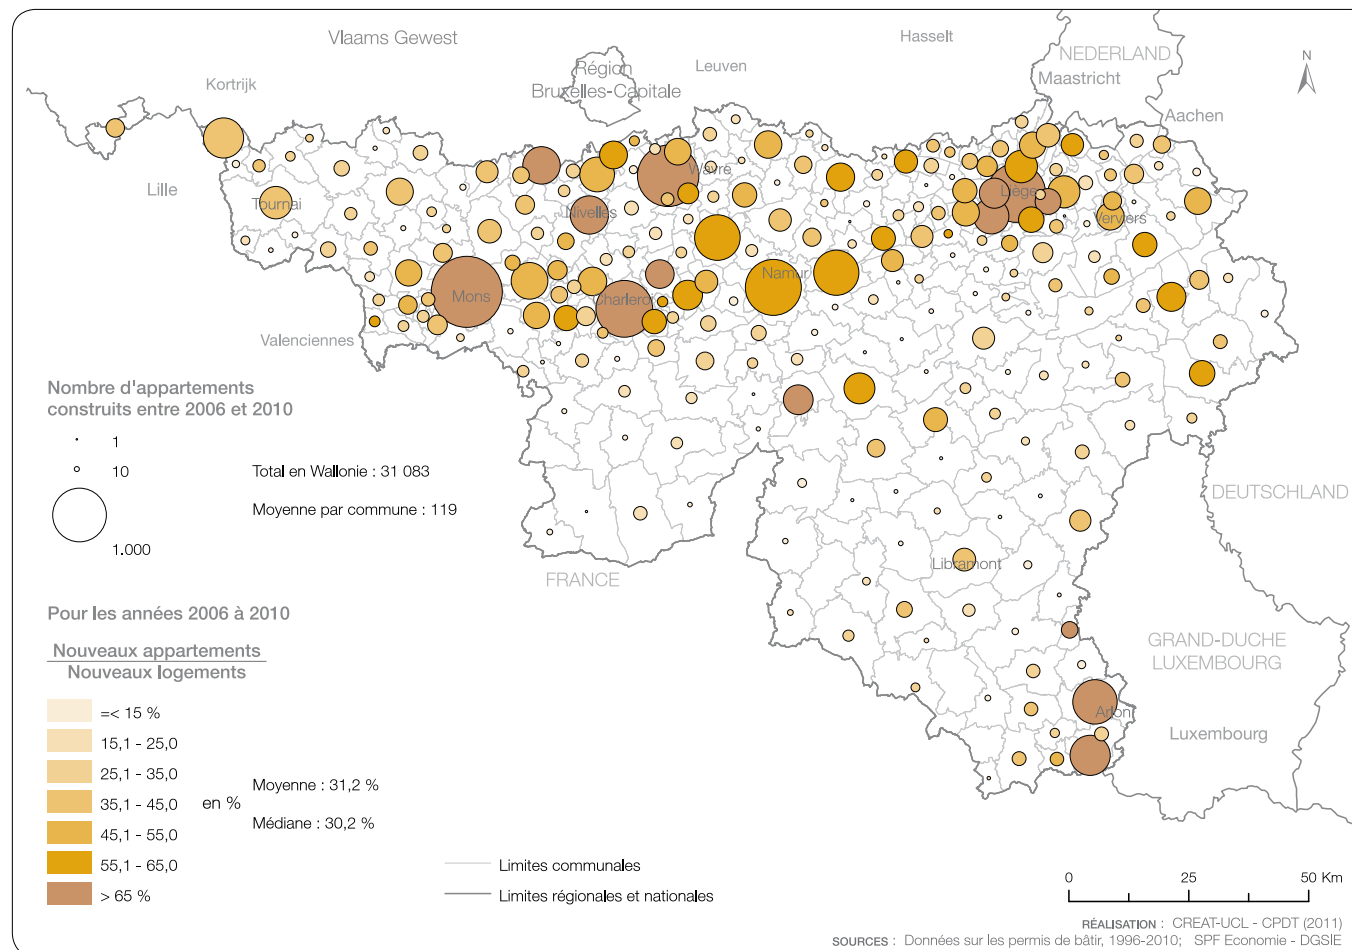 Vlaams Gewest
Hasselt
NEDERLAND
Maastricht
Leuven
Région
Bruxelles-Capitale
Kortrijk
Aachen
N
Lille
Wavre
Liège
Tournai
Nivelles
Verviers
Namur
Mons
Charleroi
Valenciennes
Nombre d'appartements
construits entre 2006 et 2010
1
10
Total en Wallonie : 31 083
Moyenne par commune : 119
1.000
DEUTSCHLAND
FRANCE
Libramont
Pour les années 2006 à 2010
Nouveaux appartements
Nouveaux logements
GRAND-DUCHE
LUXEMBOURG
Arlon
Luxembourg
=< 15 %
15,1 - 25,0
25,1 - 35,0
35,1 - 45,0
en %
45,1 - 55,0
55,1 - 65,0
> 65 %
Moyenne : 31,2 %
Médiane : 30,2 %
Limites communales
Limites régionales et nationales
0 25 50 Km
RÉALISATION : CREAT-UCL - CPDT (2011)
SOURCES : Données sur les permis de bâtir, 1996-2010; SPF Economie - DGSIE